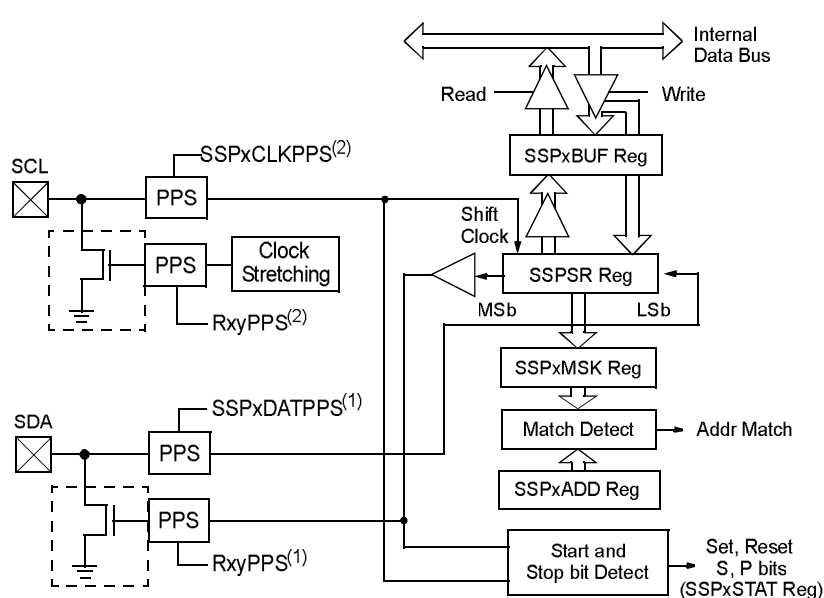 Internal
Data Bus
Read
Write
SSPxCLKPPS(2)
SSPxBUF Reg
SCL
PPS
Shift
Clock
PPS
Clock
Stretching
SSPSR Reg
MSb
LSb
RxyPPS(2)
SSPxMSK Reg
SSPxDATPPS(1)
SDA
Match Detect
Addr Match
PPS
SSPxADD Reg
PPS
Start and
Stop bit Detect
Set, Reset
S, P bits
(SSPxSTAT Reg)
RxyPPS(1)